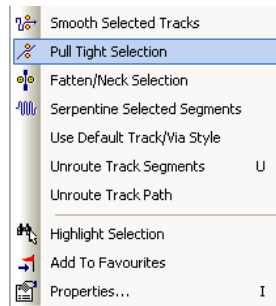 Smooth Selected Tracks
Pull Tight Selection
Fatten/Neck Selection
Serpentine Selected Segments
Use Default Track/Via Style
Unroute Track Segments U
Unroute Track Path
Highlight Selection
Add To Favourites
Properties... I